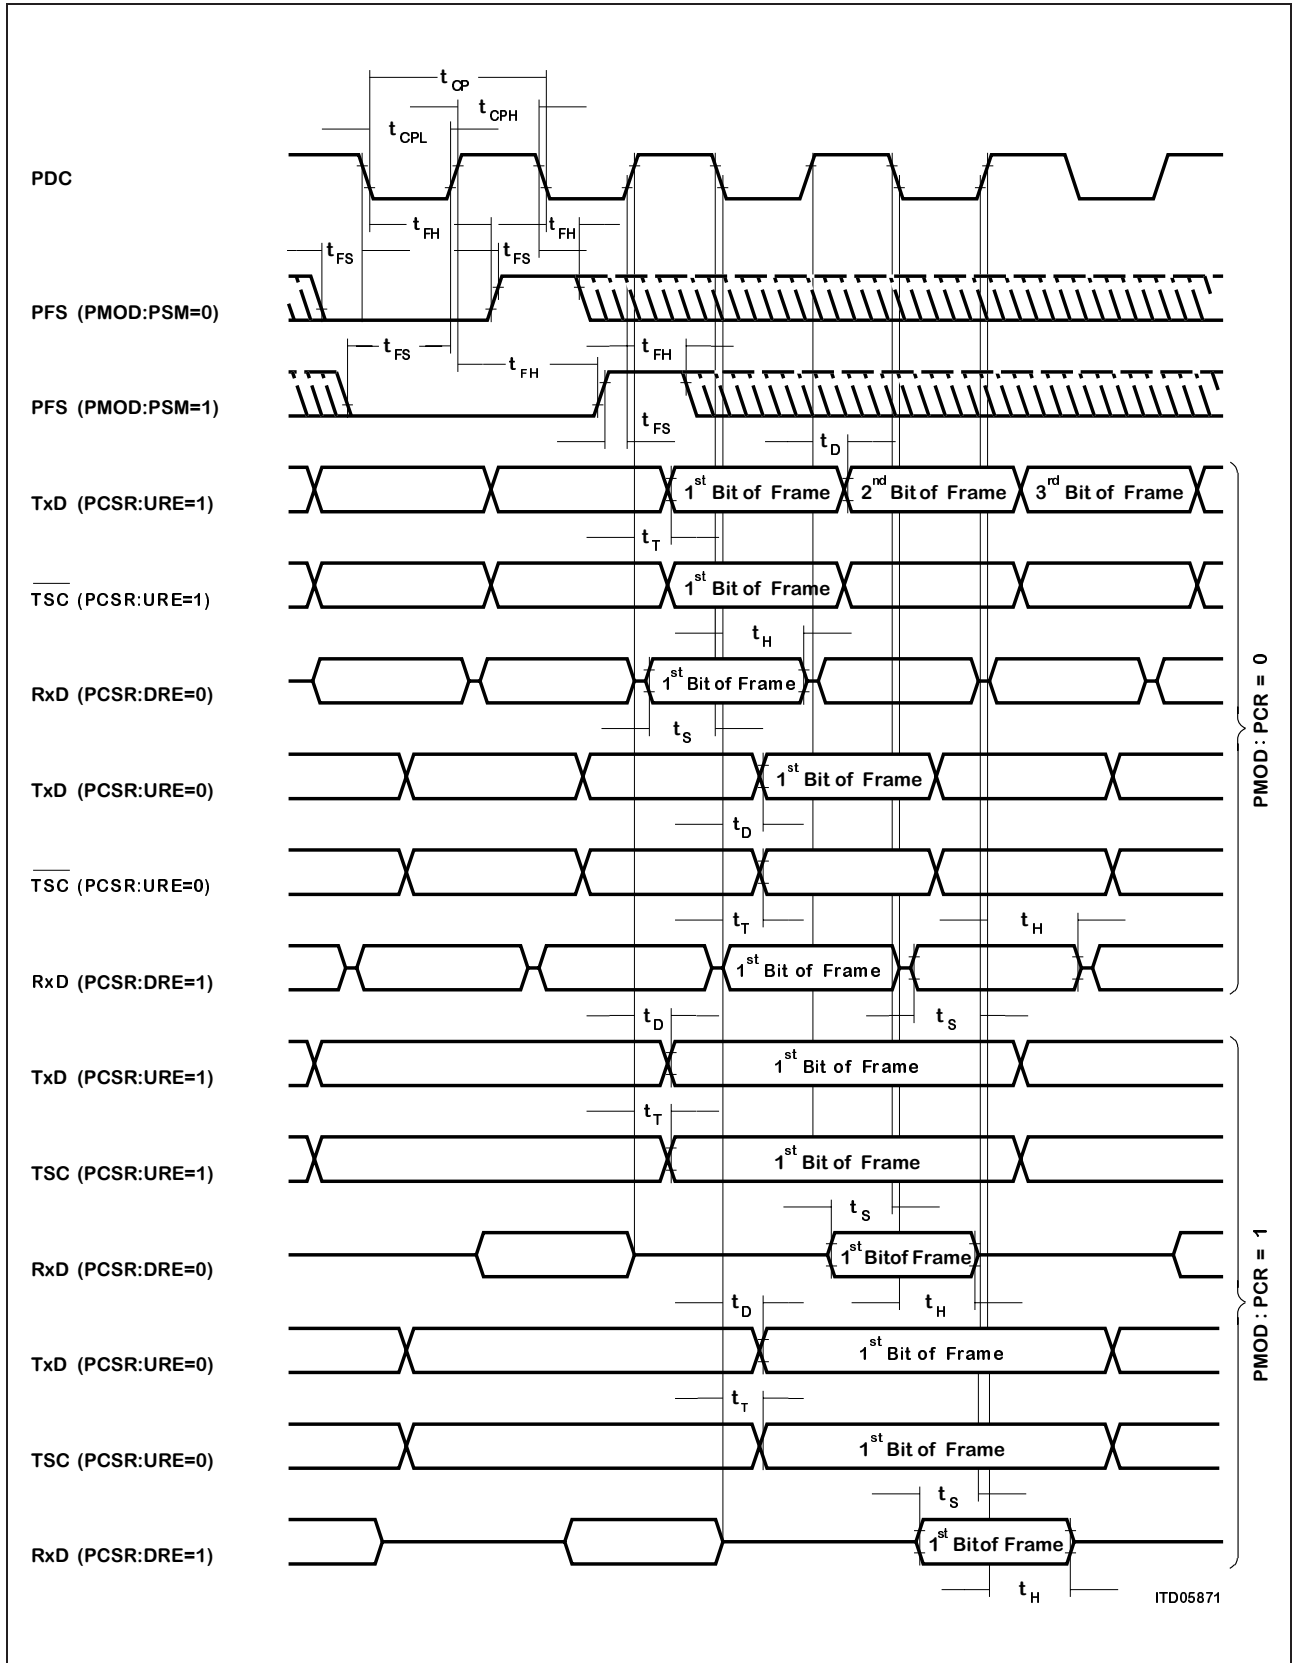 t CP
t CPH
t CPL
PDC
t FH t FH
t FS t FS
PFS (PMOD:PSM=0)
t FS t FH
t FH
PFS (PMOD:PSM=1)
t FS
t D
TxD (PCSR:URE=1) 1st Bit of Frame 2nd Bit of Frame 3rd Bit of Frame
t T
TSC (PCSR:URE=1) 1st Bit of Frame
t H
RxD (PCSR:DRE=0) 1st Bit of Frame
t S
TxD (PCSR:URE=0) 1st Bit of Frame
t D
TSC (PCSR:URE=0)
t T t H
RxD (PCSR:DRE=1) 1st Bit of Frame
t D t S
PMOD : PCR = 0
TxD (PCSR:URE=1) 1st Bit of Frame
t T
TSC (PCSR:URE=1) 1st Bit of Frame
t S
RxD (PCSR:DRE=0) 1st Bit of Frame
t D t H
TxD (PCSR:URE=0) 1st Bit of Frame
t T
TSC (PCSR:URE=0) 1st Bit of Frame
t S
RxD (PCSR:DRE=1) 1st Bit of Frame
t H
PMOD : PCR = 1
ITD05871